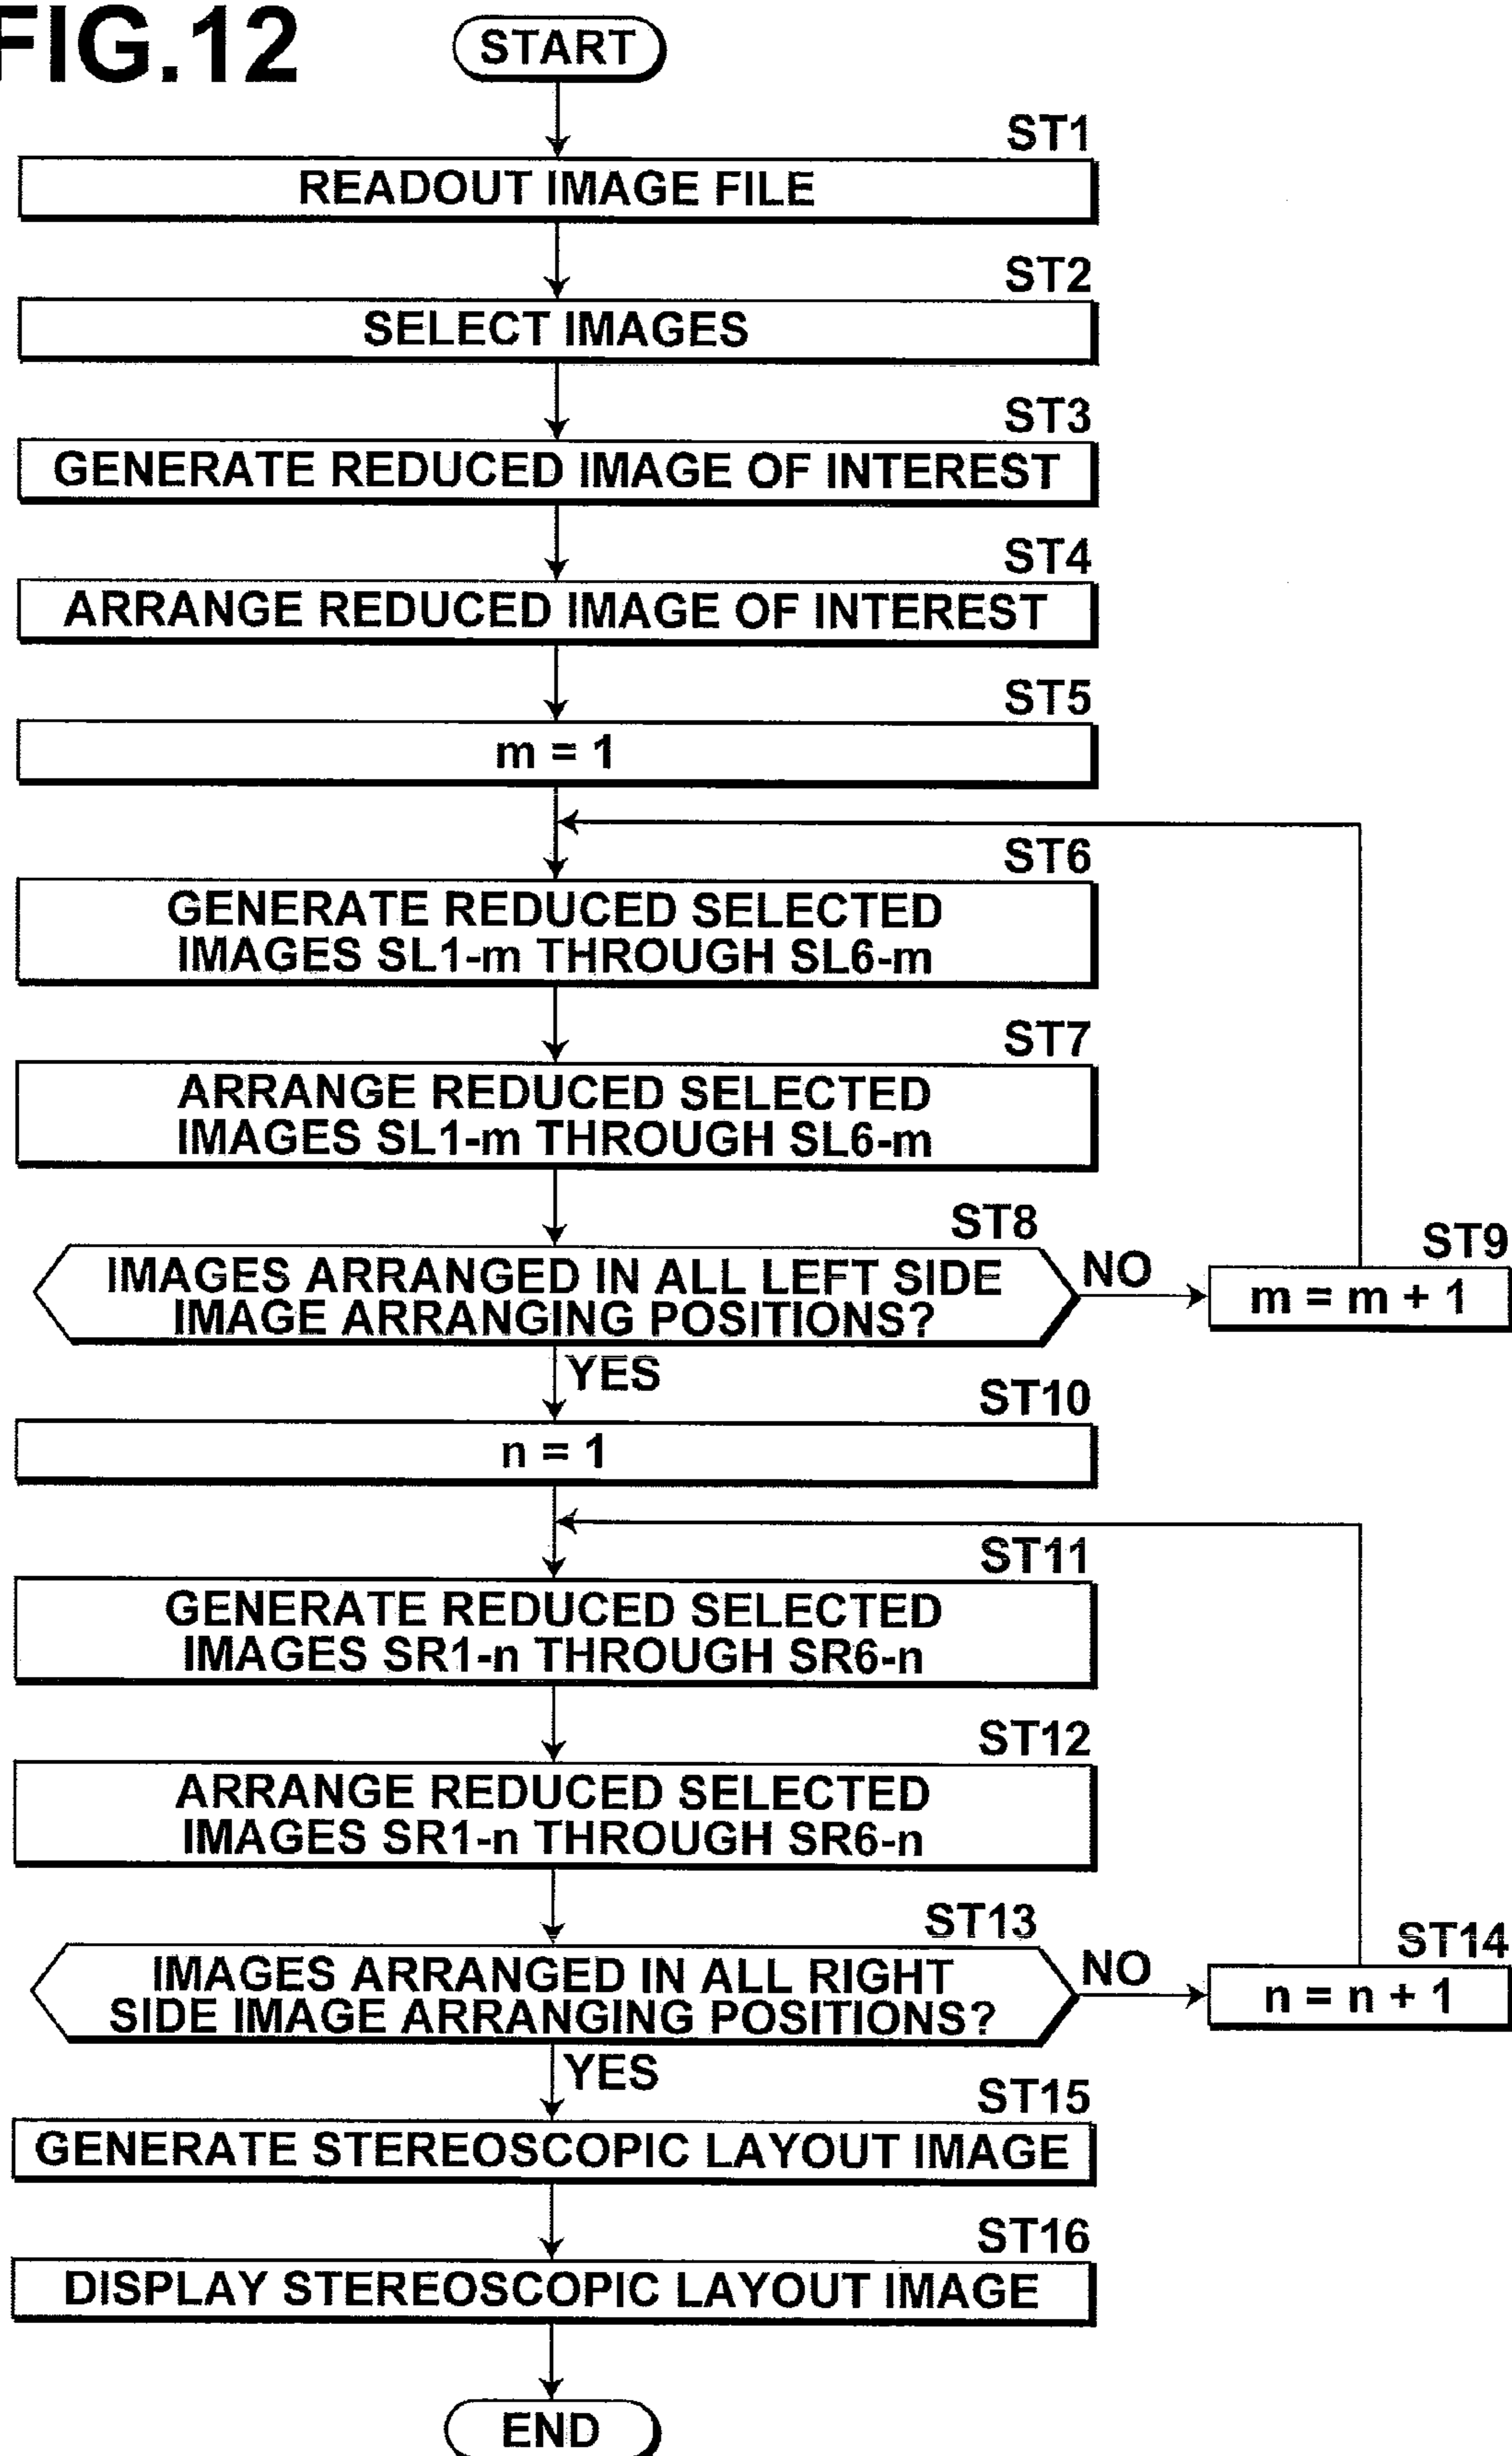 FIG.12
START
ST1
READOUT IMAGE FILE
ST2
SELECT IMAGES
ST3
GENERATE REDUCED IMAGE OF INTEREST
ST4
ARRANGE REDUCED IMAGE OF INTEREST
ST5
m = 1
ST6
GENERATE REDUCED SELECTED
IMAGES SL1-m THROUGH SL6-m
ST7
ARRANGE REDUCED SELECTED
IMAGES SL1-m THROUGH SL6-m
ST8
IMAGES ARRANGED IN ALL LEFT SIDE
IMAGE ARRANGING POSITIONS?
NO
ST9
m = m + 1
YES
ST10
n = 1
ST11
GENERATE REDUCED SELECTED
IMAGES SR1-n THROUGH SR6-n
ST12
ARRANGE REDUCED SELECTED
IMAGES SR1-n THROUGH SR6-n
ST13
IMAGES ARRANGED IN ALL RIGHT
SIDE IMAGE ARRANGING POSITIONS?
NO
ST14
n = n + 1
YES
ST15
GENERATE STEREOSCOPIC LAYOUT IMAGE
ST16
DISPLAY STEREOSCOPIC LAYOUT IMAGE
END